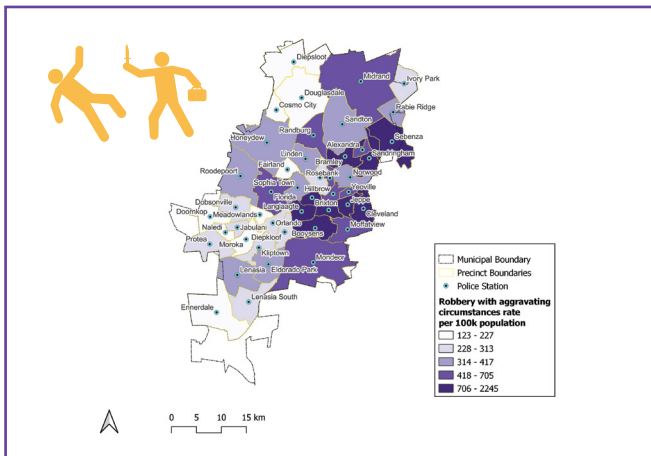 Diepsloot
Midrand
Ivory Park
Douglasdale
Cosmo City
Rabie Ridge
Sandton
Randburg
Sebenza
Honeydew
Alexandra
Linden
Bramley
Sandringham
Fairland
Rosebank
Norwood
Roodepoort
Sophia Town
Hillbrow
Yeoville
Florida
Dobsonville
Langlaagte
Brixton
Jeppe
Doornkop
Meadowlands
Cleveland
Naledi
Jabulani
Orlando
Booysens
Moffatview
Protea
Moroka
Diepkloof
Kliptown
Mondeor
Eldorado Park
Lenasia
Lenasia South
Ennerdale
Municipal Boundary
Precinct Boundaries
Police Station
Robbery with aggravating
circumstances rate
per 100k population
123 - 227
228 - 313
314 - 417
418 - 705
706 - 2245
0 5 10 15 km